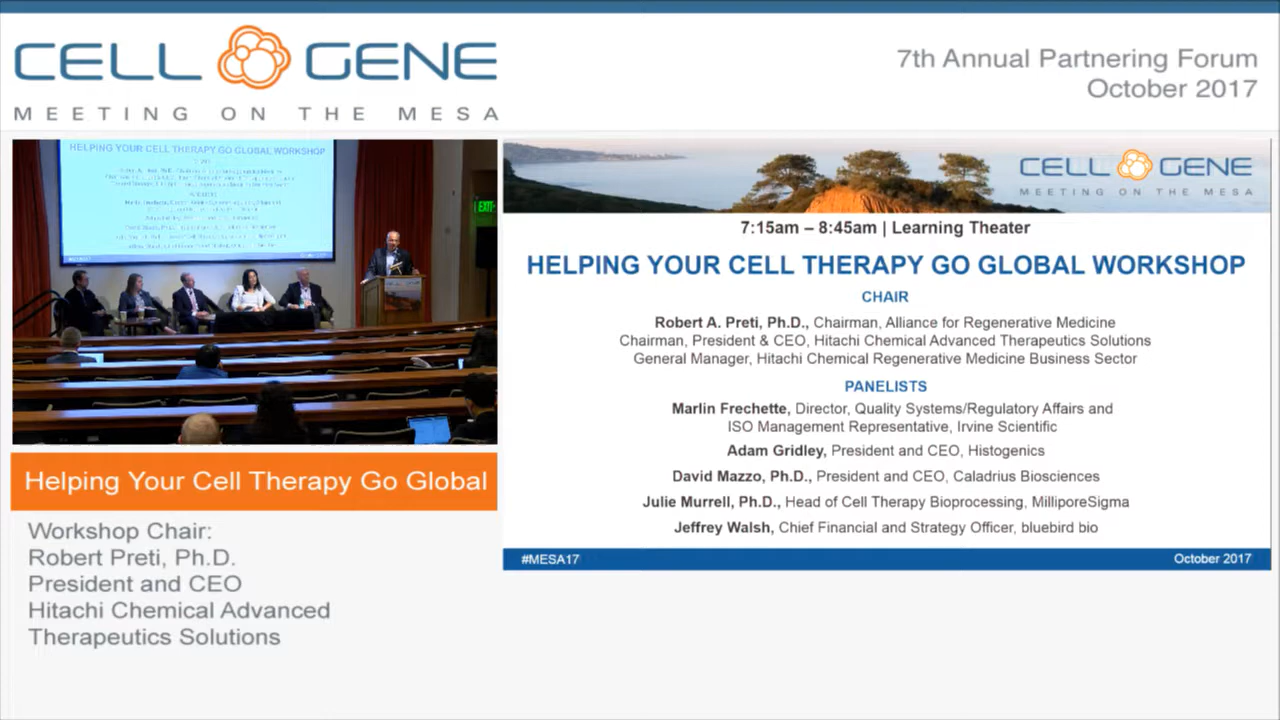 CELL GENE
MEETING ON THE MESA
7th Annual Partnering Forum
October 2017
HELPING YOUR CELL THERAPY GO GLOBAL WORKSHOP
EXIT
Helping Your Cell Therapy Go Global
Workshop Chair:
Robert Preti, Ph.D.
President and CEO
Hitachi Chemical Advanced
Therapeutics Solutions
CELL GENE
MEETING ON THE MESA
7:15am – 8:45am | Learning Theater
HELPING YOUR CELL THERAPY GO GLOBAL WORKSHOP
CHAIR
Robert A. Preti, Ph.D., Chairman, Alliance for Regenerative Medicine
Chairman, President & CEO, Hitachi Chemical Advanced Therapeutics Solutions
General Manager, Hitachi Chemical Regenerative Medicine Business Sector
PANELISTS
Marlin Frechette, Director, Quality Systems/Regulatory Affairs and
ISO Management Representative, Irvine Scientific
Adam Gridley, President and CEO, Histogenics
David Mazzo, Ph.D., President and CEO, Caladrius Biosciences
Julie Murrell, Ph.D., Head of Cell Therapy Bioprocessing, MilliporeSigma
Jeffrey Walsh, Chief Financial and Strategy Officer, bluebird bio
#MESA17
October 2017